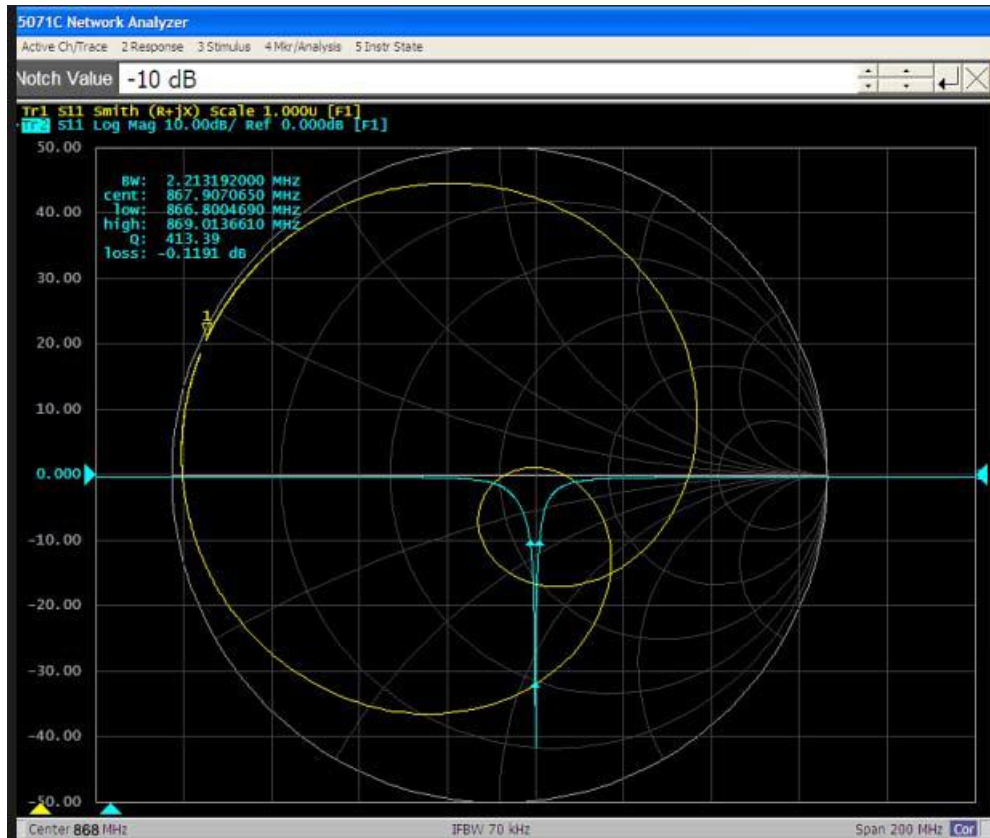 5071C Network Analyzer
Active Ch/Trace 2 Response 3 Stimulus 4 Mkr/Analysis 5 Instr State
Notch Value -10 dB
Tr1 S11 Smith (R+jX) Scale 1.000U [F1]
Tr2 S11 Log Mag 10.00dB/ Ref 0.000dB [F1]
50.00
BW: 2.213192000 MHz
cent: 867.9070650 MHz
low: 866.8004690 MHz
40.00
high: 869.0136610 MHz
Q: 413.39
loss: -0.1191 dB
30.00
1
20.00
10.00
0.000
-10.00
-20.00
-30.00
-40.00
-50.00
Center 868 MHz IFBW 70 kHz Span 200 MHz Cor